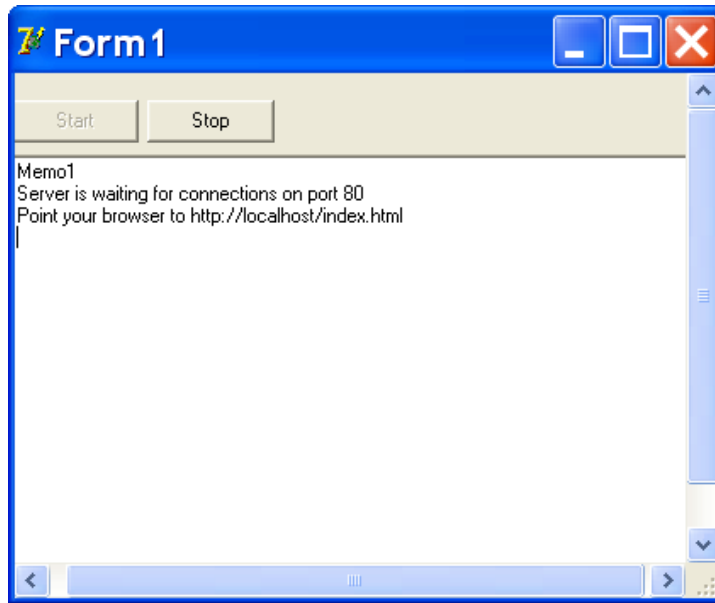 Form1
Start Stop
Memo1
Server is waiting for connections on port 80
Point your browser to http://localhost/index.html